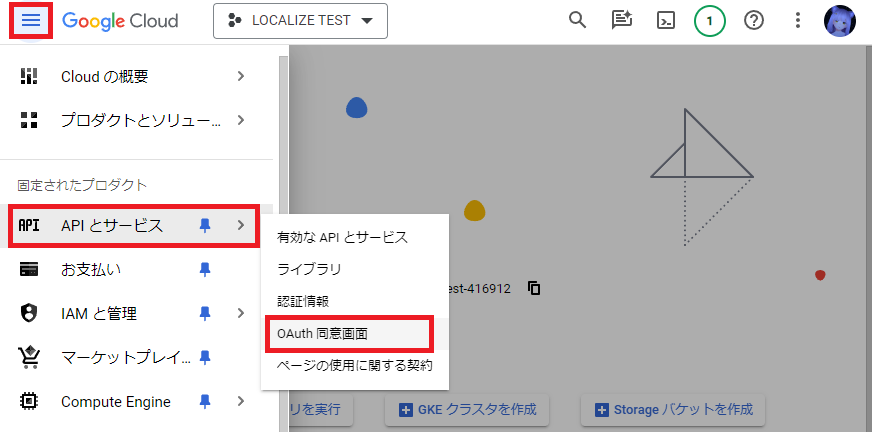 Google Cloud
LOCALIZE TEST
1
Cloud の概要
プロダクトとソリュー...
固定されたプロダクト
API API とサービス
有効な API とサービス
お支払い
ライブラリ
est-416912
認証情報
IAM と管理
OAuth 同意画面
マーケットプレイ...
ページの使用に関する契約
Compute Engine
リを実行
GKE クラスタを作成
Storage バケットを作成